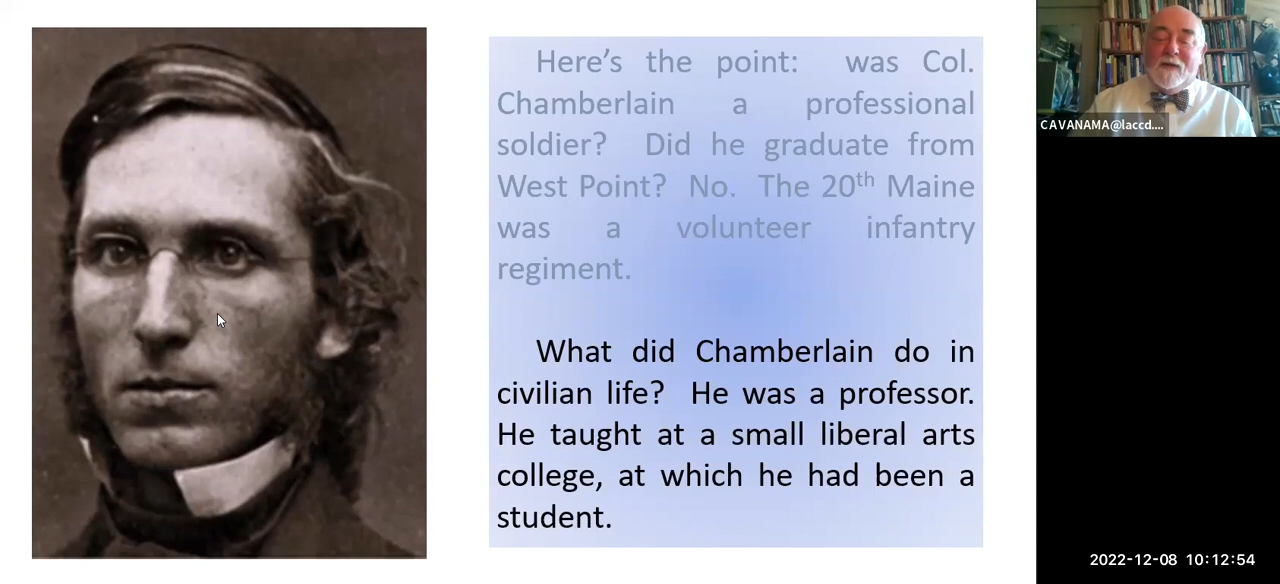 Here’s the point: was Col.
Chamberlain a professional
soldier? Did he graduate from
West Point? No. The 20th Maine
was a volunteer infantry
regiment.
What did Chamberlain do in
civilian life? He was a professor.
He taught at a small liberal arts
college, at which he had been a
student.
CAVANAMA@laccd....
2022-12-08 10:12:54